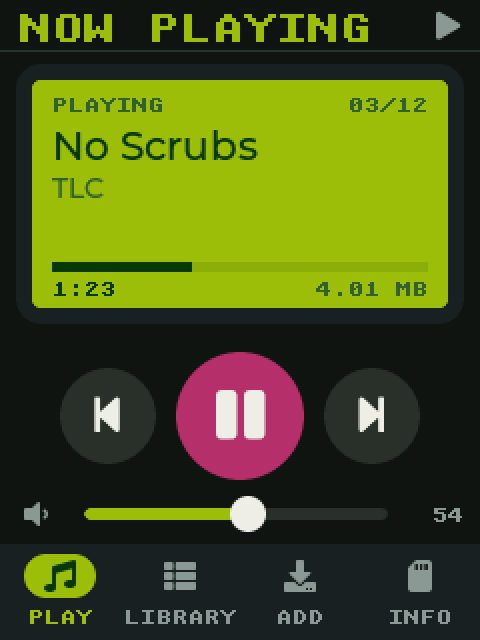 NOW PLAYING
PLAYING 03/12
No Scrubs
TLC
1:23 4.01 MB
54
PLAY LIBRARY ADD INFO